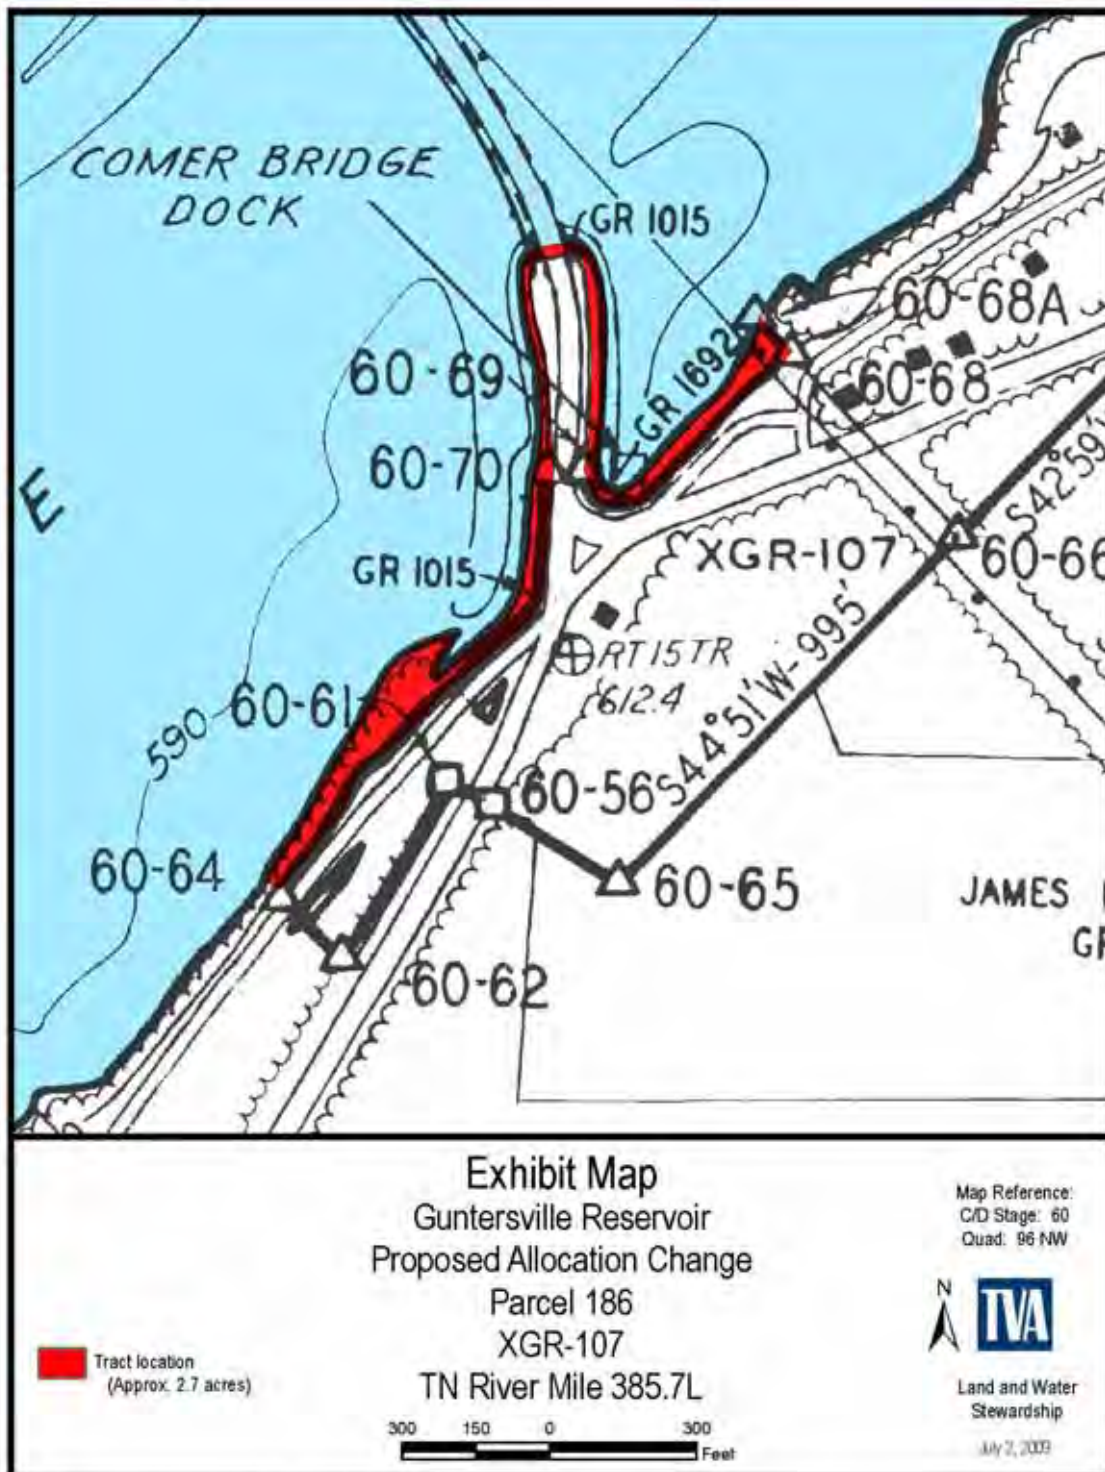 COMER BRIDGE
DOCK
GR 1015
60-68A
GR 1692
60-69
60-68
60-70
S42°59'
E
XGR-107
60-66
GR 1015
RT 15 TR
612.4
S44°51'W-995'
60-61
590
60-56
60-64
60-65
JAMES
60-62
Exhibit Map
Guntersville Reservoir
Proposed Allocation Change
Parcel 186
XGR-107
TN River Mile 385.7L
Map Reference:
C/D Stage: 60
Quad: 96 NW
N
TVA
Tract location
(Approx. 2.7 acres)
Land and Water
Stewardship
300 150 0 300
Feet